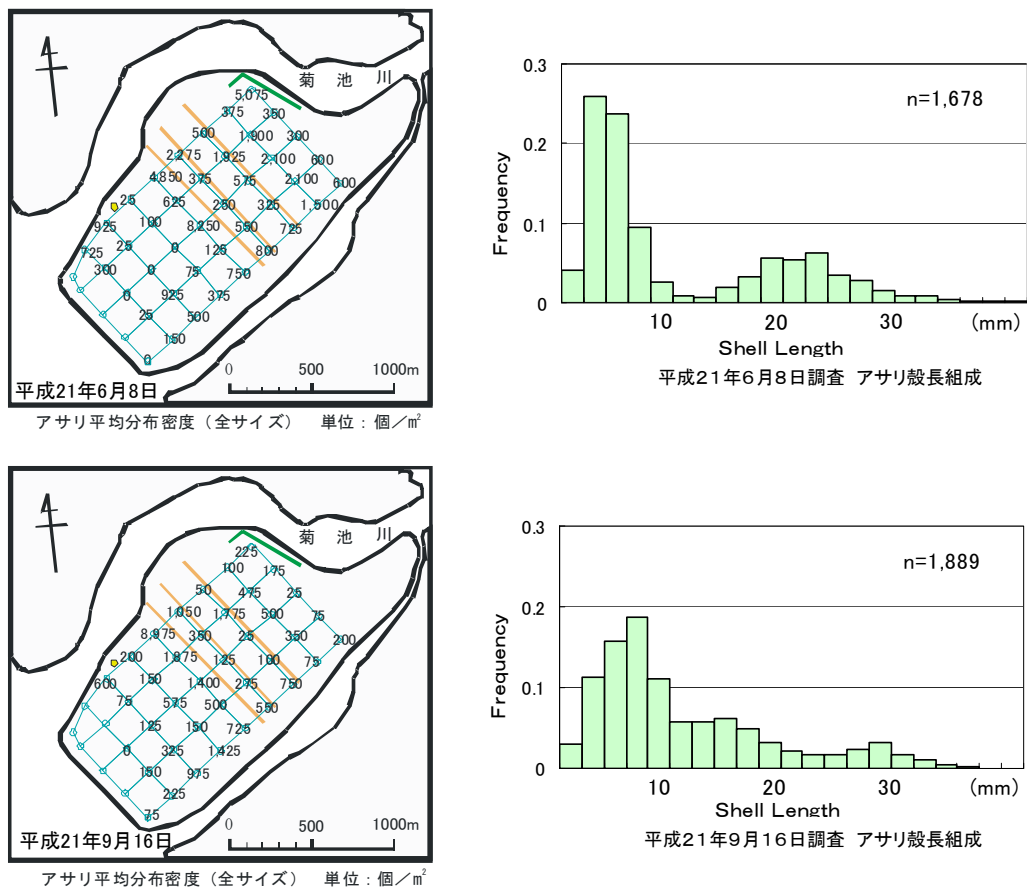 菊池川
5,075
375 350
500 1,900 300
2,275 1,925 2,100 600
4,850 375 575 2,100 600
25 625 250 325 1,500
925 100 8,250 550 725
725 25 0 125 800
300 0 75 750
0 925 375
25 500
150
0
0 500 1000m
平成21年6月8日
アサリ平均分布密度（全サイズ） 単位：個／㎡
0.3
n=1,678
0.2
Frequency
0.1
0
10 20 30 (mm)
Shell Length
平成21年6月8日調査 アサリ殻長組成
菊池川
225
100 175
50 475 25
1,050 1,775 500 75
8,975 350 25 350 200
200 1,875 125 100 75
600 150 1,400 275 750
75 575 500 550
125 150 725
0 325 1,425
150 975
225
75
0 500 1000m
平成21年9月16日
アサリ平均分布密度（全サイズ） 単位：個／㎡
0.3
n=1,889
0.2
Frequency
0.1
0
10 20 30 (mm)
Shell Length
平成21年9月16日調査 アサリ殻長組成